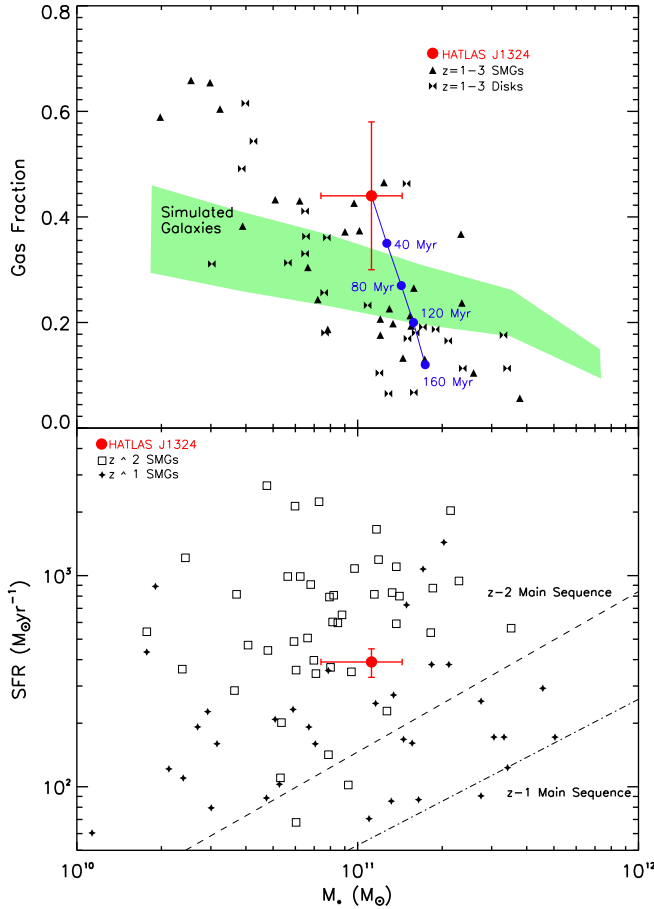 0.8
0.6
0.4
0.2
0.0
Gas Fraction
HATLAS J1324
z=1-3 SMGs
z=1-3 Disks
Simulated
Galaxies
40 Myr
80 Myr
120 Myr
160 Myr
HATLAS J1324
z ^ 2 SMGs
z ^ 1 SMGs
10³
10²
SFR (M⊙yr⁻¹)
z-2 Main Sequence
z-1 Main Sequence
10¹⁰
10¹¹
10¹²
M* (M⊙)